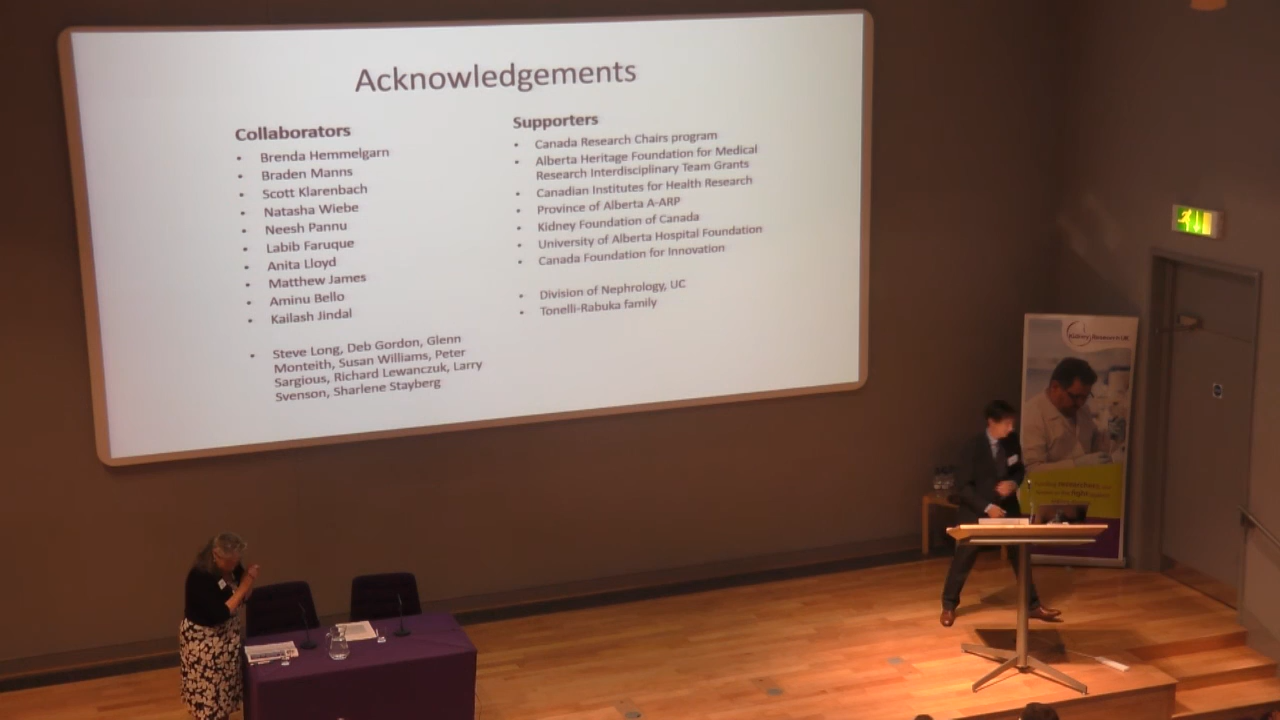 Acknowledgements
Collaborators
• Brenda Hemmelgarn
• Braden Manns
• Scott Klarenbach
• Natasha Wiebe
• Neesh Pannu
• Labib Faruque
• Anita Lloyd
• Matthew James
• Aminu Bello
• Kailash Jindal
• Steve Long, Deb Gordon, Glenn
Monteith, Susan Williams, Peter
Sargious, Richard Lewanczuk, Larry
Svenson, Sharlene Stayberg
Supporters
• Canada Research Chairs program
• Alberta Heritage Foundation for Medical
Research Interdisciplinary Team Grants
• Canadian Institutes for Health Research
• Province of Alberta A-ARP
• Kidney Foundation of Canada
• University of Alberta Hospital Foundation
• Canada Foundation for Innovation
• Division of Nephrology, UC
• Tonelli-Rabuka family
Kidney Research UK